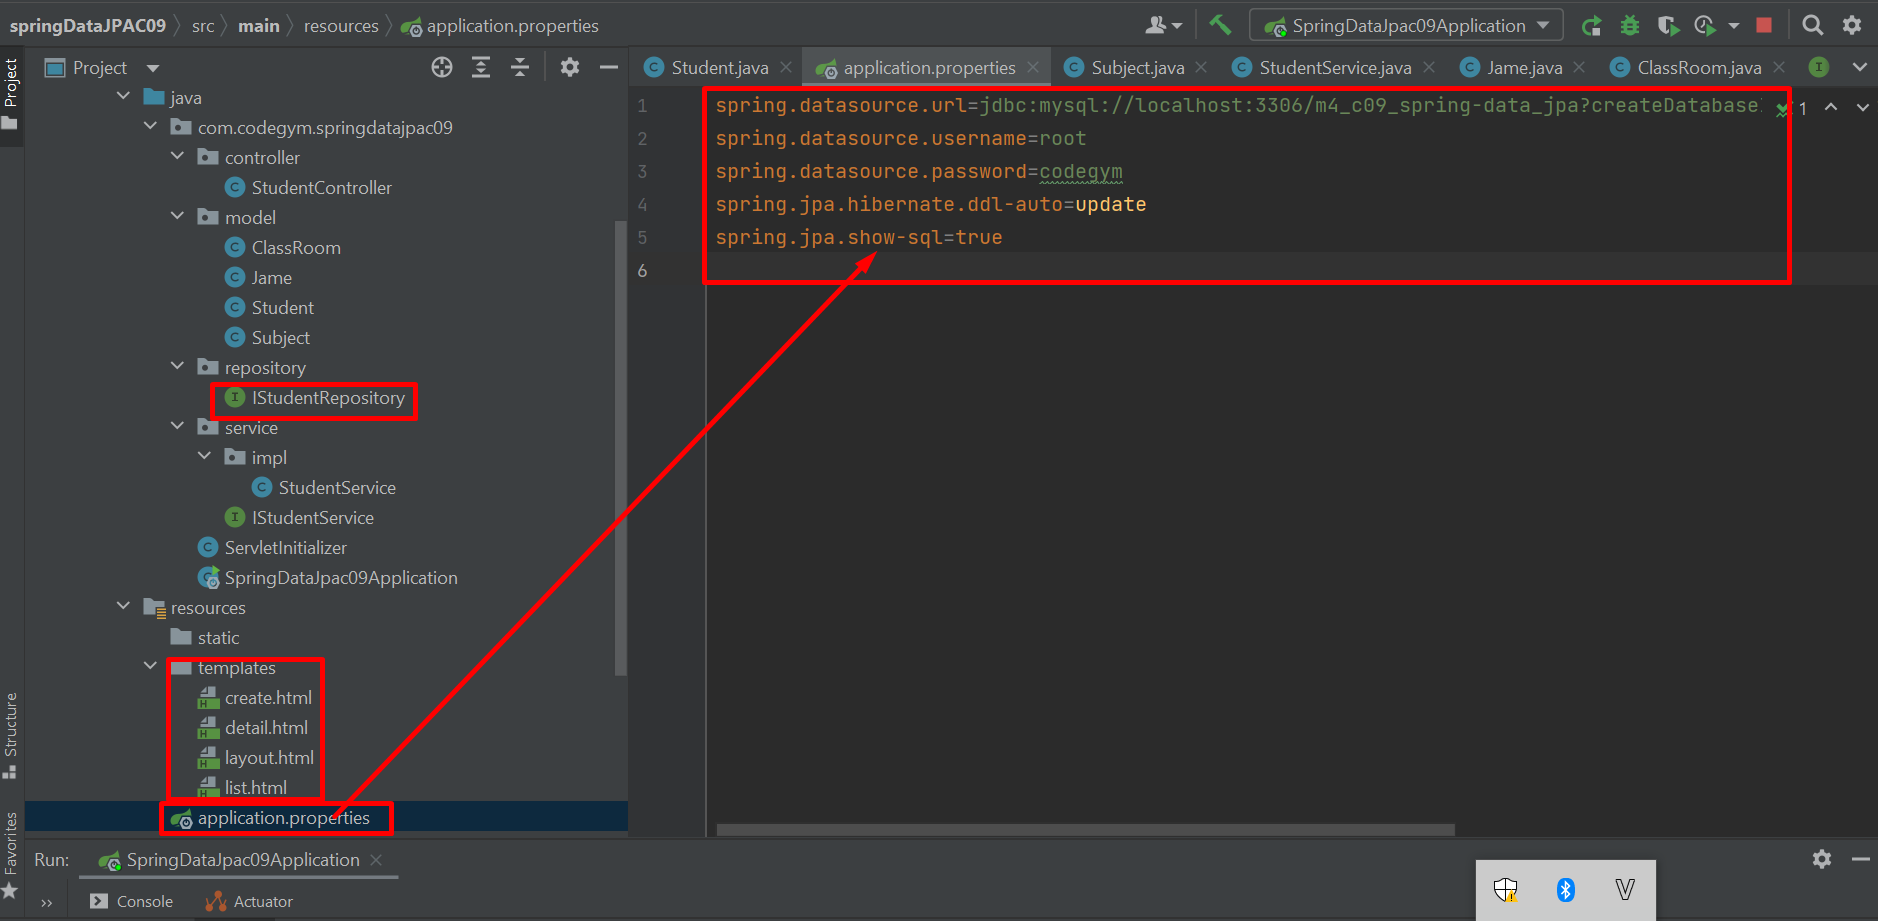 springDataJPAC09 src main resources application.properties
SpringDataJpac09Application
Project
Project
Student.java application.properties Subject.java StudentService.java Jame.java ClassRoom.java
java
com.codegym.springdatajpac09
controller
StudentController
model
ClassRoom
Jame
Student
Subject
repository
IStudentRepository
service
impl
StudentService
IStudentService
ServletInitializer
SpringDataJpac09Application
resources
static
templates
create.html
detail.html
layout.html
list.html
application.properties
1 spring.datasource.url=jdbc:mysql://localhost:3306/m4_c09_spring-data_jpa?createDatabase 1
2 spring.datasource.username=root
3 spring.datasource.password=codegym
4 spring.jpa.hibernate.ddl-auto=update
5 spring.jpa.show-sql=true
6
Structure
Favorites
Run: SpringDataJpac09Application
Console Actuator